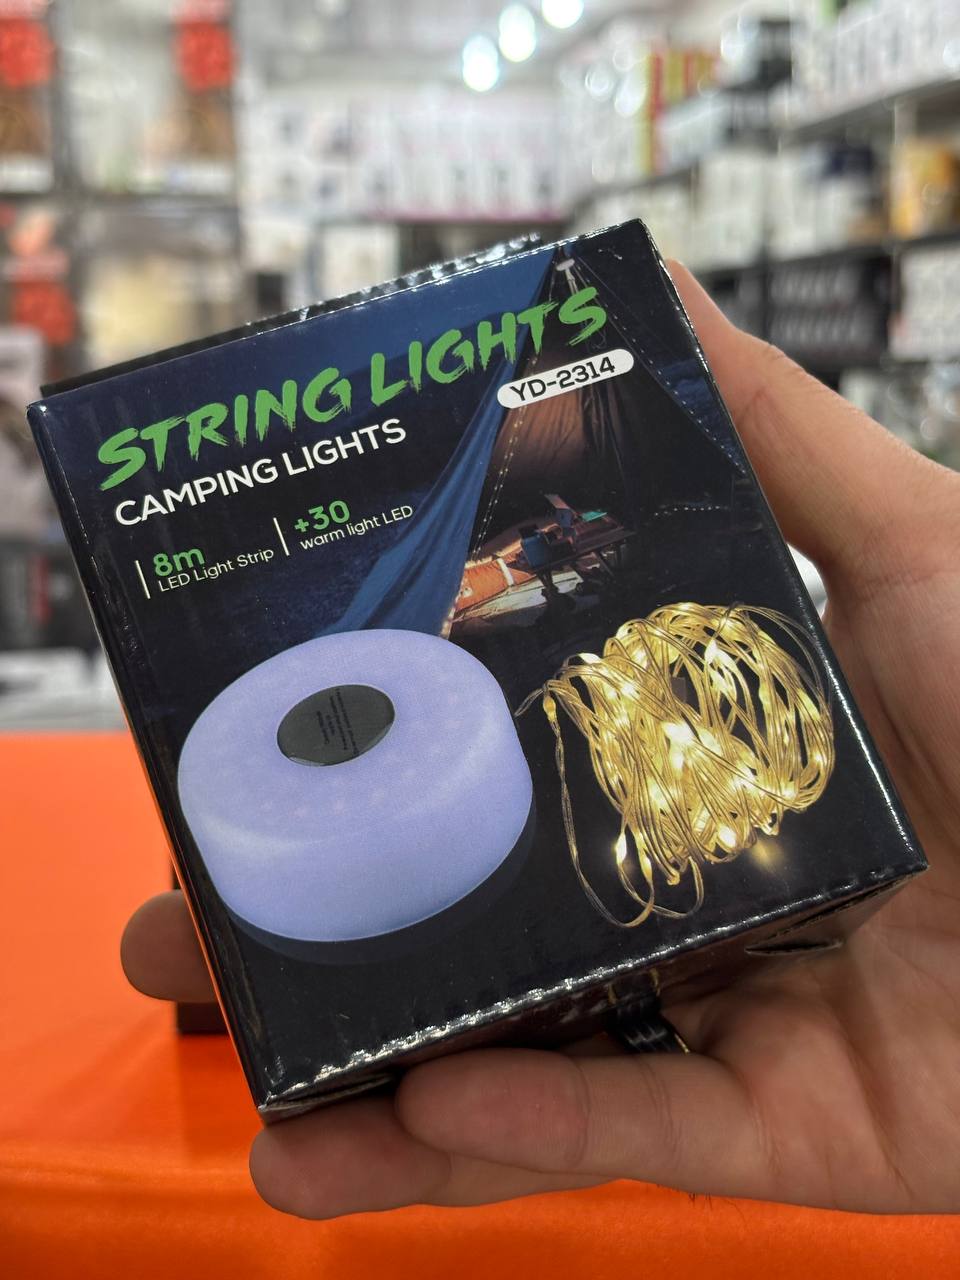 STRING LIGHTS
YD-2314
CAMPING LIGHTS
8m
LED Light Strip
+30
warm light LED